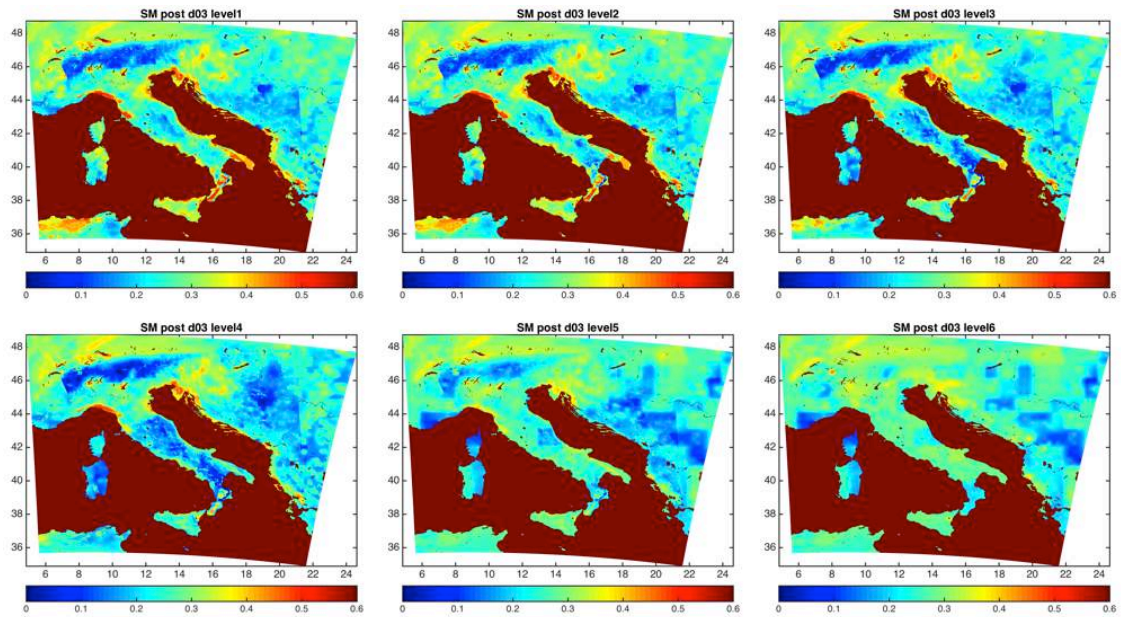 SM post d03 level1 SM post d03 level2 SM post d03 level3
48 48 48
46 46 46
44 44 44
42 42 42
40 40 40
38 38 38
36 36 36
6 8 10 12 14 16 18 20 22 24 6 8 10 12 14 16 18 20 22 24 6 8 10 12 14 16 18 20 22 24
0 0.1 0.2 0.3 0.4 0.5 0.6 0 0.1 0.2 0.3 0.4 0.5 0.6 0 0.1 0.2 0.3 0.4 0.5 0.6
SM post d03 level4 SM post d03 level5 SM post d03 level6
48 48 48
46 46 46
44 44 44
42 42 42
40 40 40
38 38 38
36 36 36
6 8 10 12 14 16 18 20 22 24 6 8 10 12 14 16 18 20 22 24 6 8 10 12 14 16 18 20 22 24
0 0.1 0.2 0.3 0.4 0.5 0.6 0 0.1 0.2 0.3 0.4 0.5 0.6 0 0.1 0.2 0.3 0.4 0.5 0.6